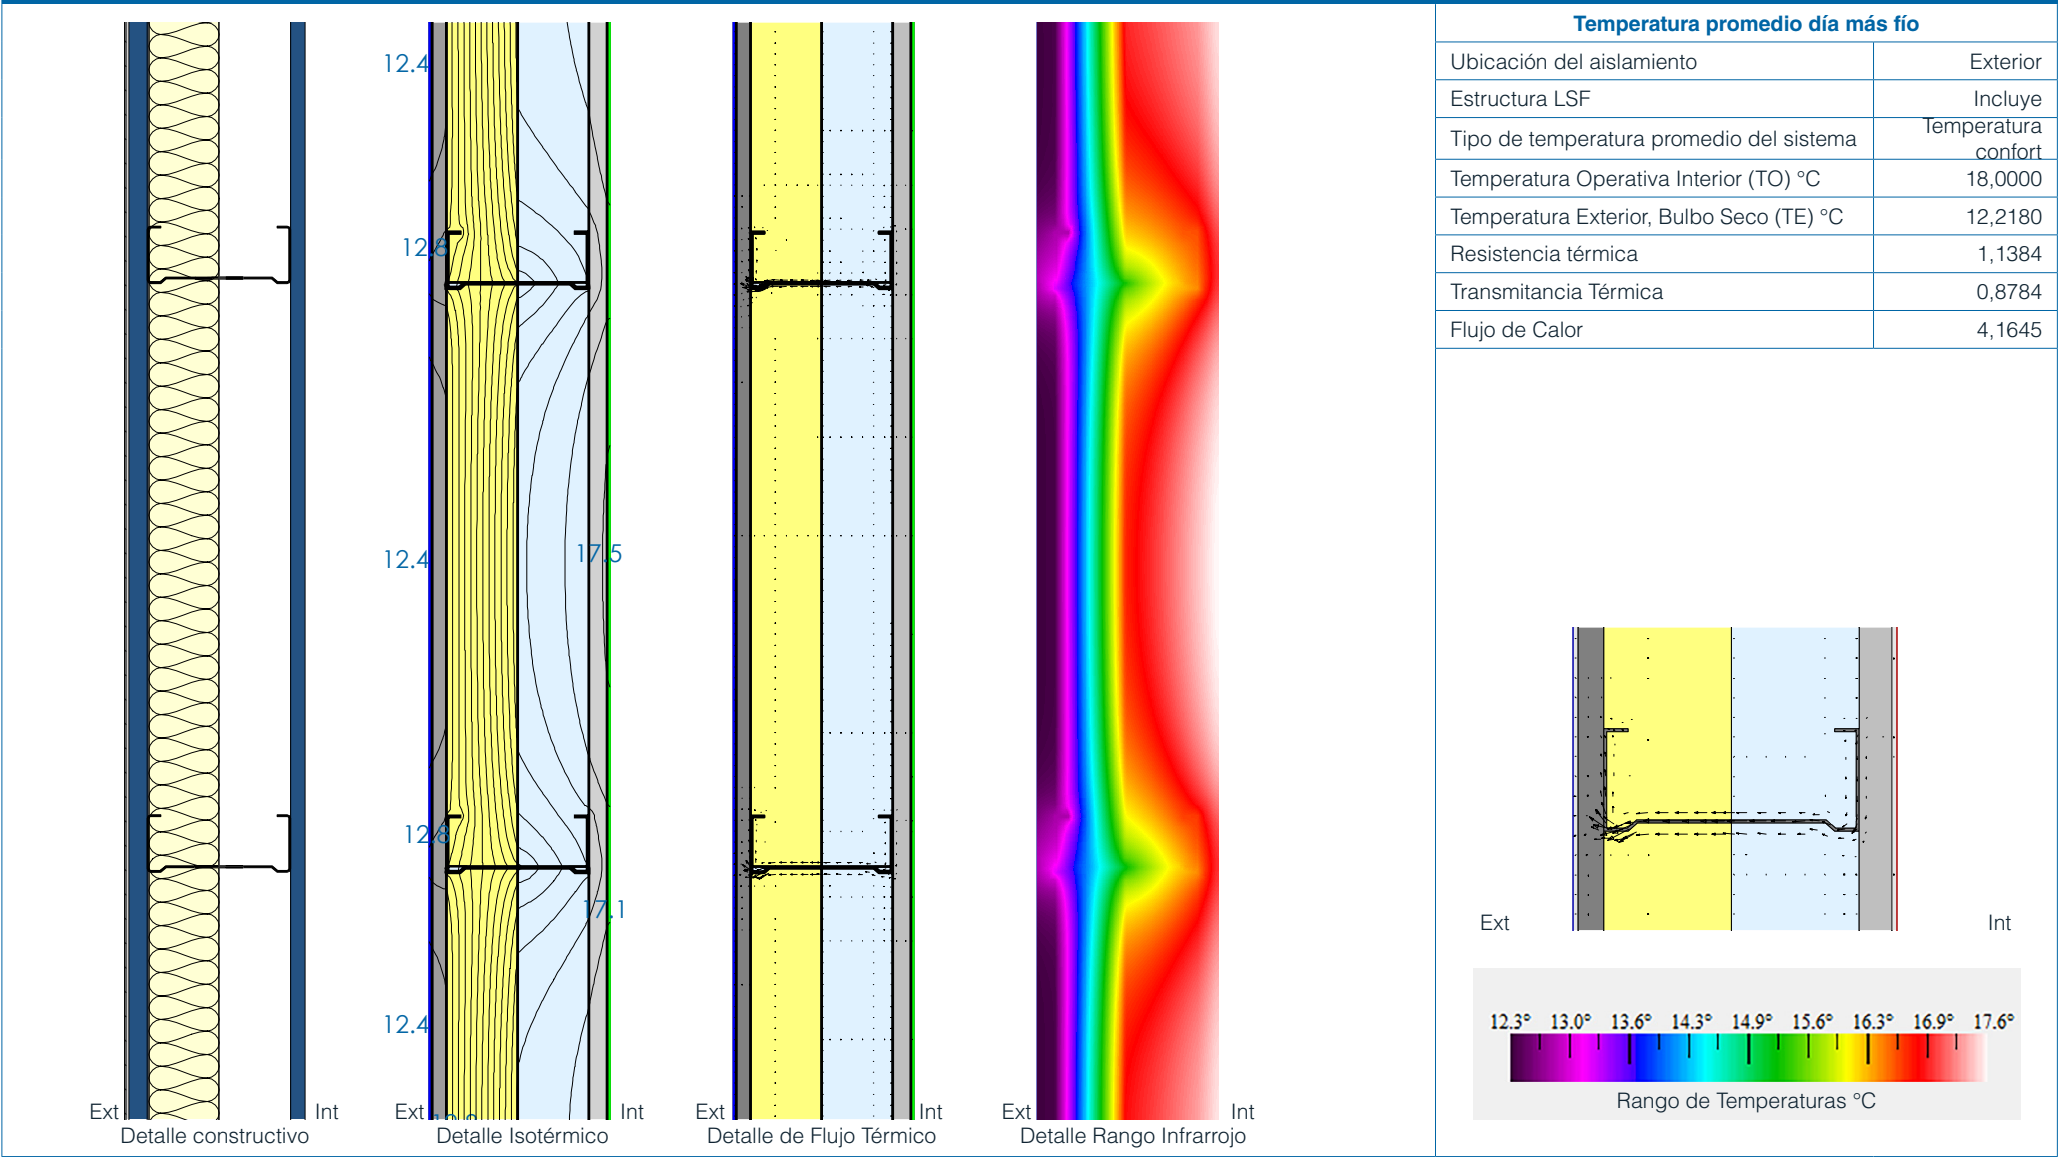 12.4
12.8
12.4
17.5
12.8
17.1
12.4
Ext
Int
Detalle constructivo
Ext
Int
Detalle Isotérmico
Ext
Int
Detalle de Flujo Térmico
Ext
Int
Detalle Rango Infrarrojo
Temperatura promedio día más fío
Ubicación del aislamiento Exterior
Estructura LSF Incluye
Tipo de temperatura promedio del sistema Temperatura
confort
Temperatura Operativa Interior (TO) °C 18,0000
Temperatura Exterior, Bulbo Seco (TE) °C 12,2180
Resistencia térmica 1,1384
Transmitancia Térmica 0,8784
Flujo de Calor 4,1645
Ext
Int
12.3° 13.0° 13.6° 14.3° 14.9° 15.6° 16.3° 16.9° 17.6°
Rango de Temperaturas °C